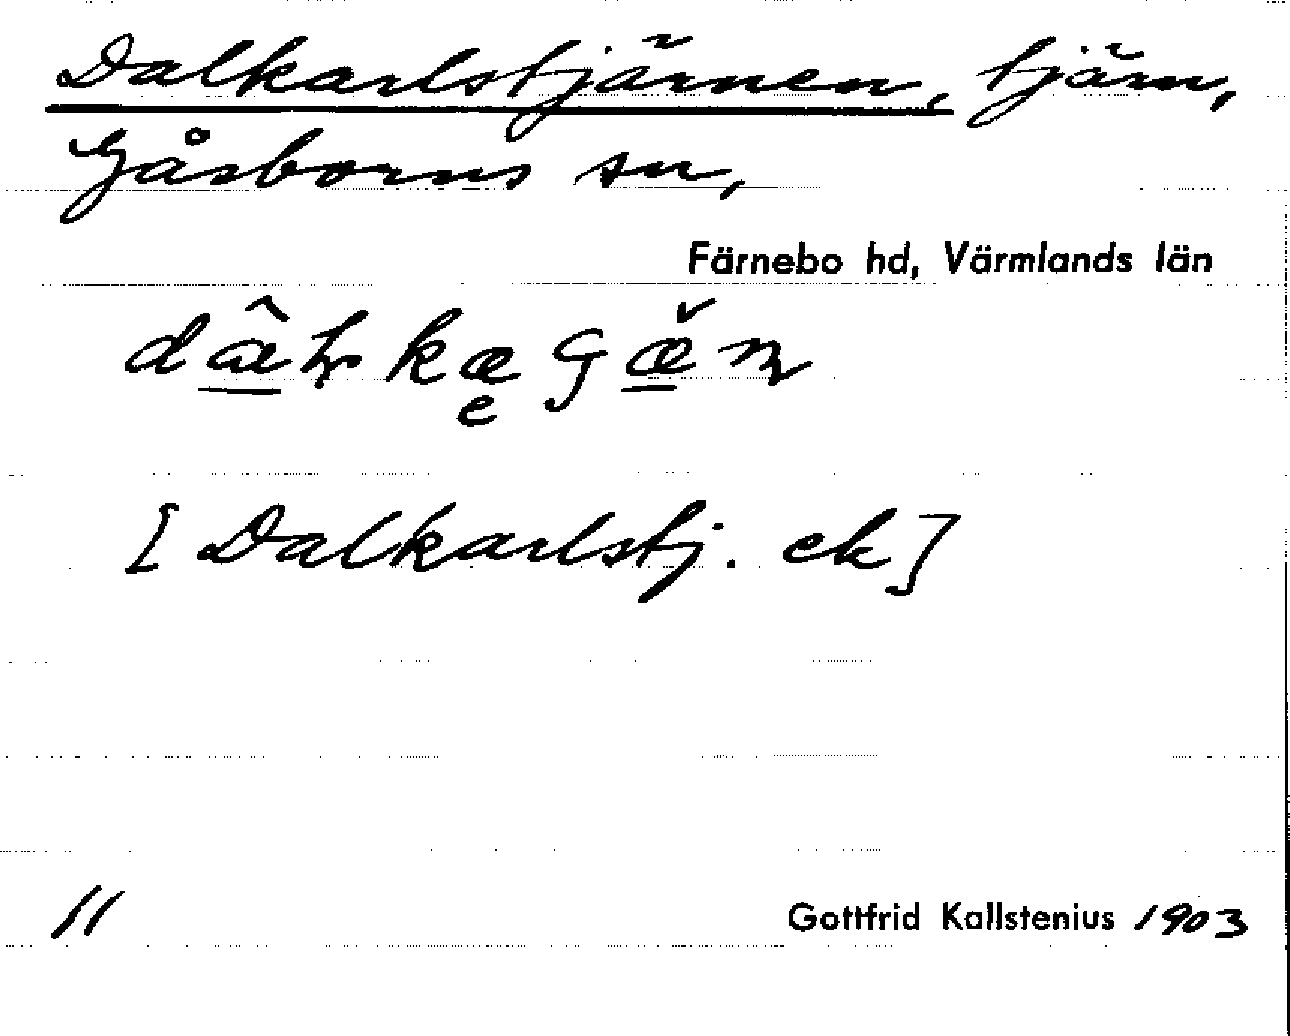 Dalkarlstjärnen, tjärn,
Gåsborns sn,
Färnebo hd, Värmlands län
[Dalkarlstj. ek]
11
Gottfrid Kallstenius 1903